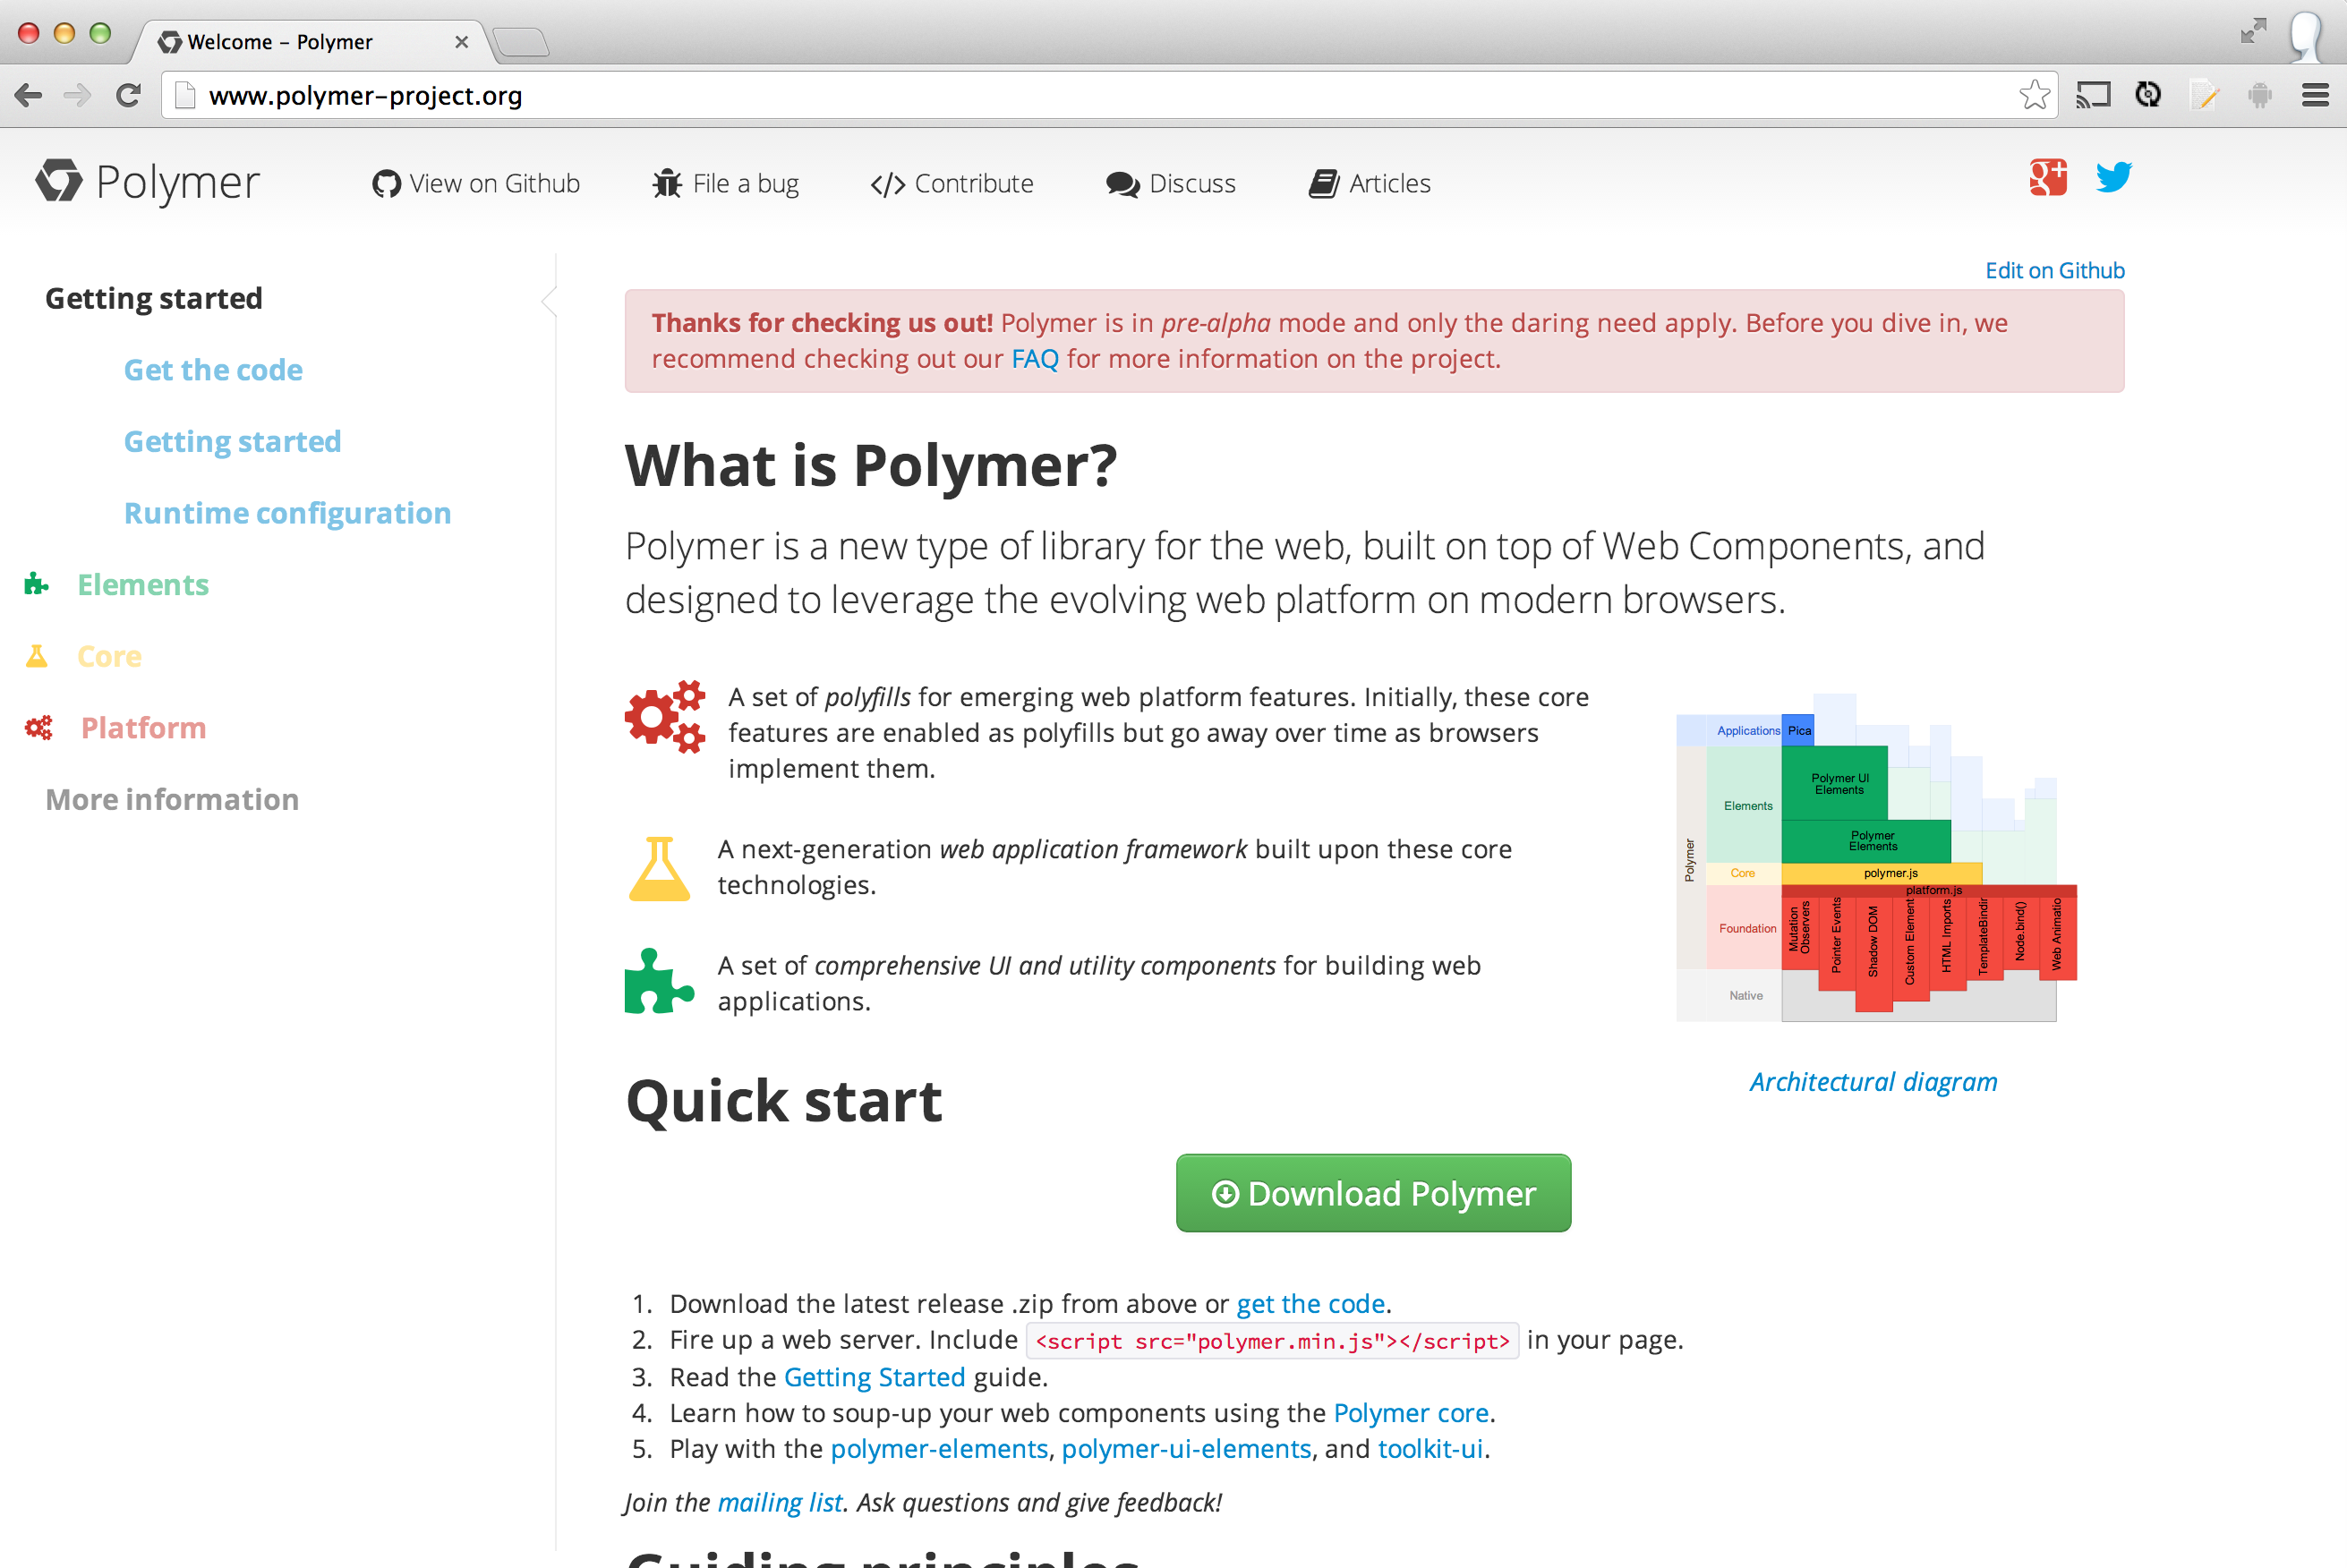 Welcome – Polymer
www.polymer-project.org
Polymer
View on Github
File a bug
Contribute
Discuss
Articles
Edit on Github
Getting started
Get the code
Getting started
Runtime configuration
Elements
Core
Platform
More information
Thanks for checking us out! Polymer is in pre-alpha mode and only the daring need apply. Before you dive in, we
recommend checking out our FAQ for more information on the project.
What is Polymer?
Polymer is a new type of library for the web, built on top of Web Components, and
designed to leverage the evolving web platform on modern browsers.
A set of polyfills for emerging web platform features. Initially, these core
features are enabled as polyfills but go away over time as browsers
implement them.
A next-generation web application framework built upon these core
technologies.
A set of comprehensive UI and utility components for building web
applications.
Applications
Pica
Polymer
Elements
Polymer UI
Elements
Polymer
Elements
Core
polymer.js
platform.js
Foundation
Mutation
Observers
Pointer Events
Shadow DOM
Custom Element
HTML Imports
TemplateBindir
Node.bind()
Web Animatio
Native
Architectural diagram
Quick start
Download Polymer
1. Download the latest release .zip from above or get the code.
2. Fire up a web server. Include <script src="polymer.min.js"></script> in your page.
3. Read the Getting Started guide.
4. Learn how to soup-up your web components using the Polymer core.
5. Play with the polymer-elements, polymer-ui-elements, and toolkit-ui.
Join the mailing list. Ask questions and give feedback!
Guiding principles